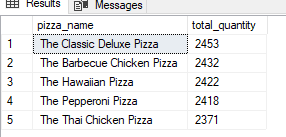 Results Messages
pizza_name total_quantity
1 The Classic Deluxe Pizza 2453
2 The Barbecue Chicken Pizza 2432
3 The Hawaiian Pizza 2422
4 The Pepperoni Pizza 2418
5 The Thai Chicken Pizza 2371